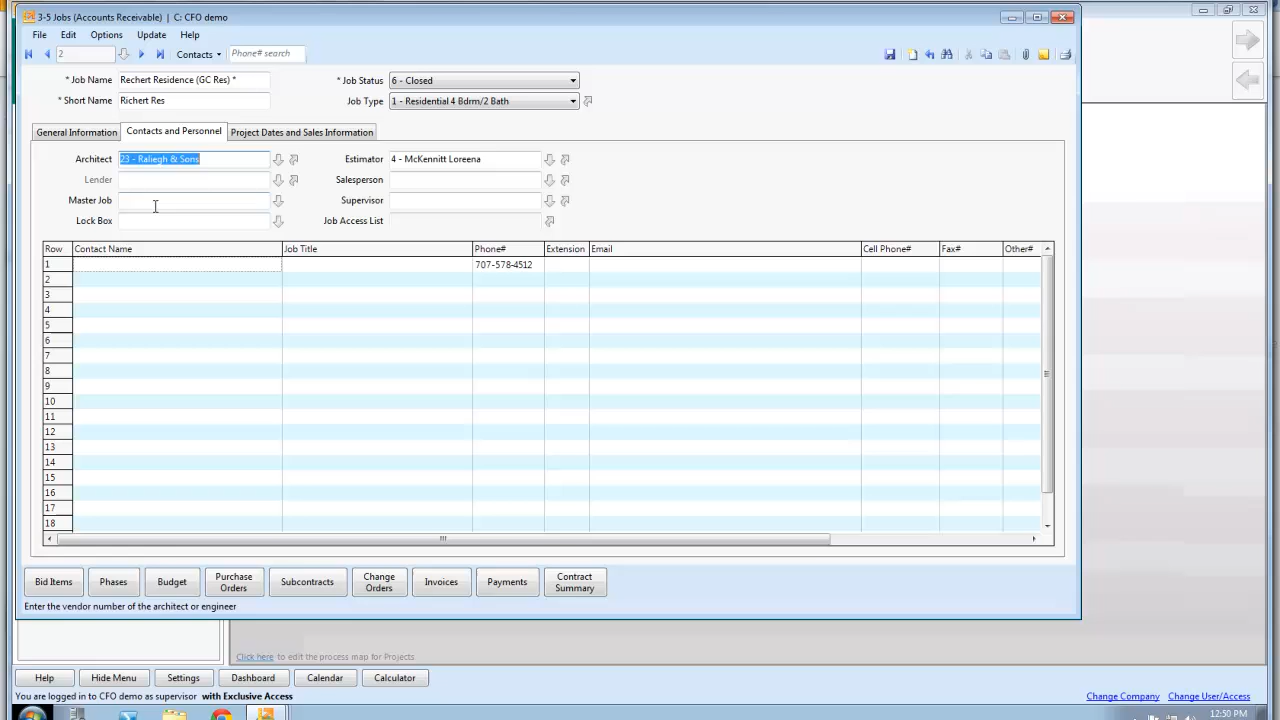 3-5 Jobs (Accounts Receivable) | C: CFO demo
File Edit Options Update Help
2 Contacts Phone# search
* Job Name Rechert Residence (GC Res) * * Job Status 6 - Closed
* Short Name Richert Res Job Type 1 - Residential 4 Bdrm/2 Bath
General Information Contacts and Personnel Project Dates and Sales Information
Architect 23 - Raliegh & Sons Estimator 4 - McKennitt Loreena
Lender Salesperson
Master Job Supervisor
Lock Box Job Access List
Row Contact Name Job Title Phone# Extension Email Cell Phone# Fax# Other#
1 707-578-4512
2
3
4
5
6
7
8
9
10
11
12
13
14
15
16
17
18
Bid Items Phases Budget Purchase Orders Subcontracts Change Orders Invoices Payments Contract Summary
Enter the vendor number of the architect or engineer
Click here to edit the process map for Projects
Help Hide Menu Settings Dashboard Calendar Calculator
You are logged in to CFO demo as supervisor with Exclusive Access Change Company Change User/Access
12:50 PM